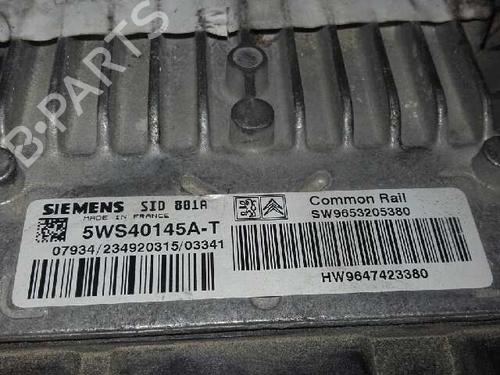 B-PARTS
SIEMENS SID 801A
MADE IN FRANCE
5WS40145A-T
07934/234920315/03341
Common Rail
SW9653205380
HW9647423380